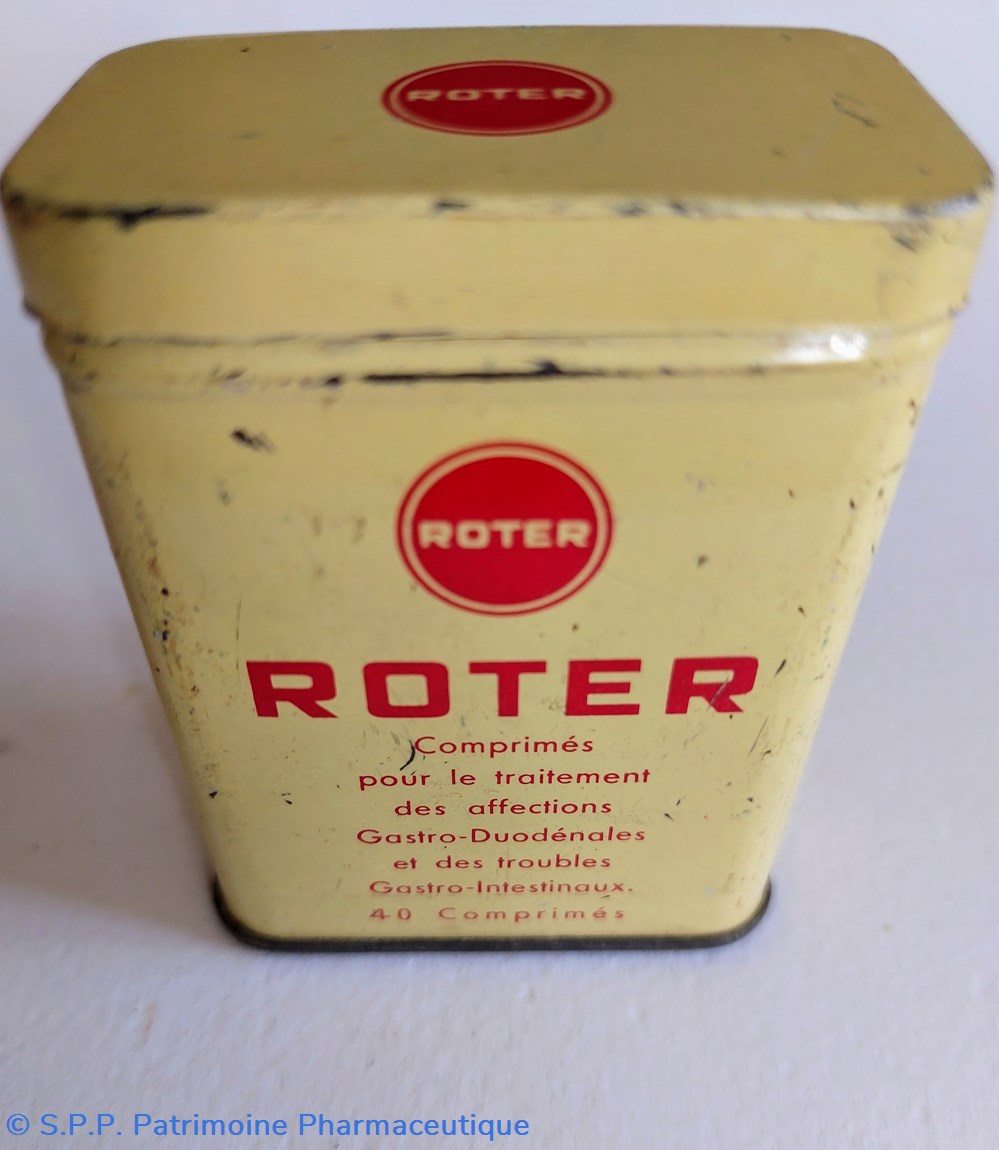 ROTER
ROTER
ROTER
Comprimés
pour le traitement
des affections
Gastro-Duodénales
et des troubles
Gastro-Intestinaux.
40 Comprimés
© S.P.P. Patrimoine Pharmaceutique